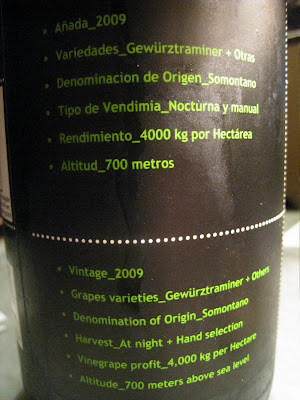 • Añada_2009
• Variedades_Gewürztraminer + Otras
• Denominacion de Origen_Somontano
• Tipo de Vendimia_Nocturna y manual
• Rendimiento_4000 kg por Hectárea
• Altitud_700 metros
• Vintage_2009
• Grapes varieties_Gewürztraminer + Others
• Denomination of Origin_Somontano
• Harvest_At night + Hand selection
• Vinegrape profit_4,000 kg per Hectare
• Altitude_700 meters above sea level